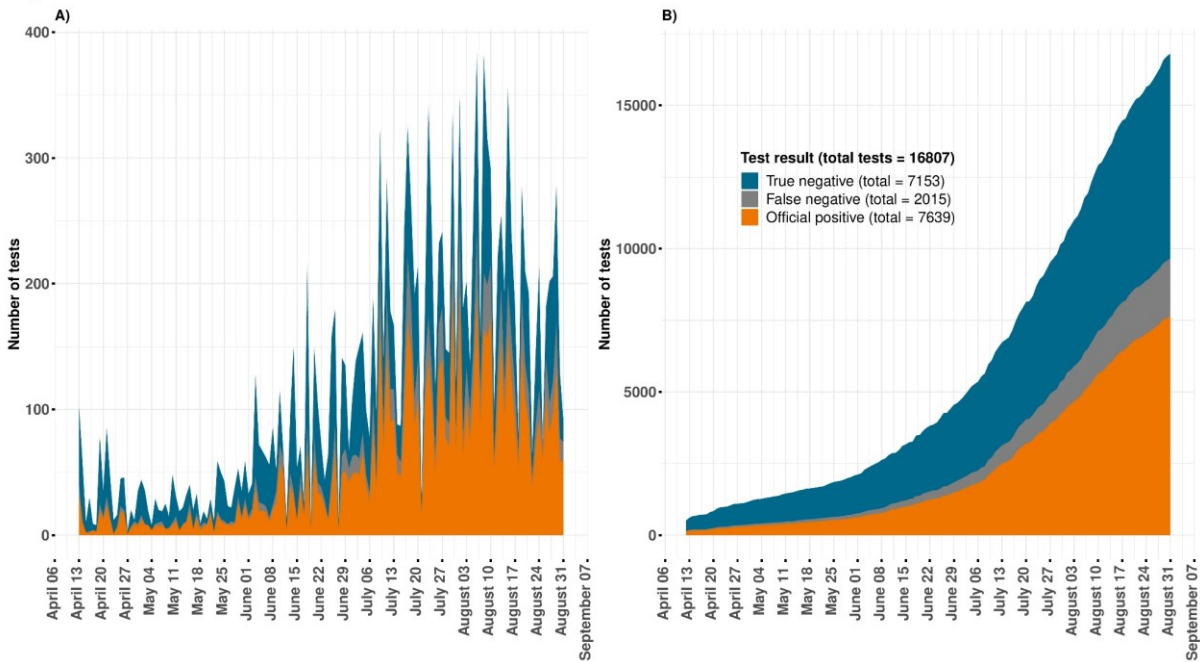 A)
400
300
200
100
0
Number of tests
April 06
April 13
April 20
April 27
May 04
May 11
May 18
May 25
June 01
June 08
June 15
June 22
June 29
July 06
July 13
July 20
July 27
August 03
August 10
August 17
August 24
August 31
September 07
B)
15000
10000
5000
0
Number of tests
Test result (total tests = 16807)
True negative (total = 7153)
False negative (total = 2015)
Official positive (total = 7639)
April 06
April 13
April 20
April 27
May 04
May 11
May 18
May 25
June 01
June 08
June 15
June 22
June 29
July 06
July 13
July 20
July 27
August 03
August 10
August 17
August 24
August 31
September 07